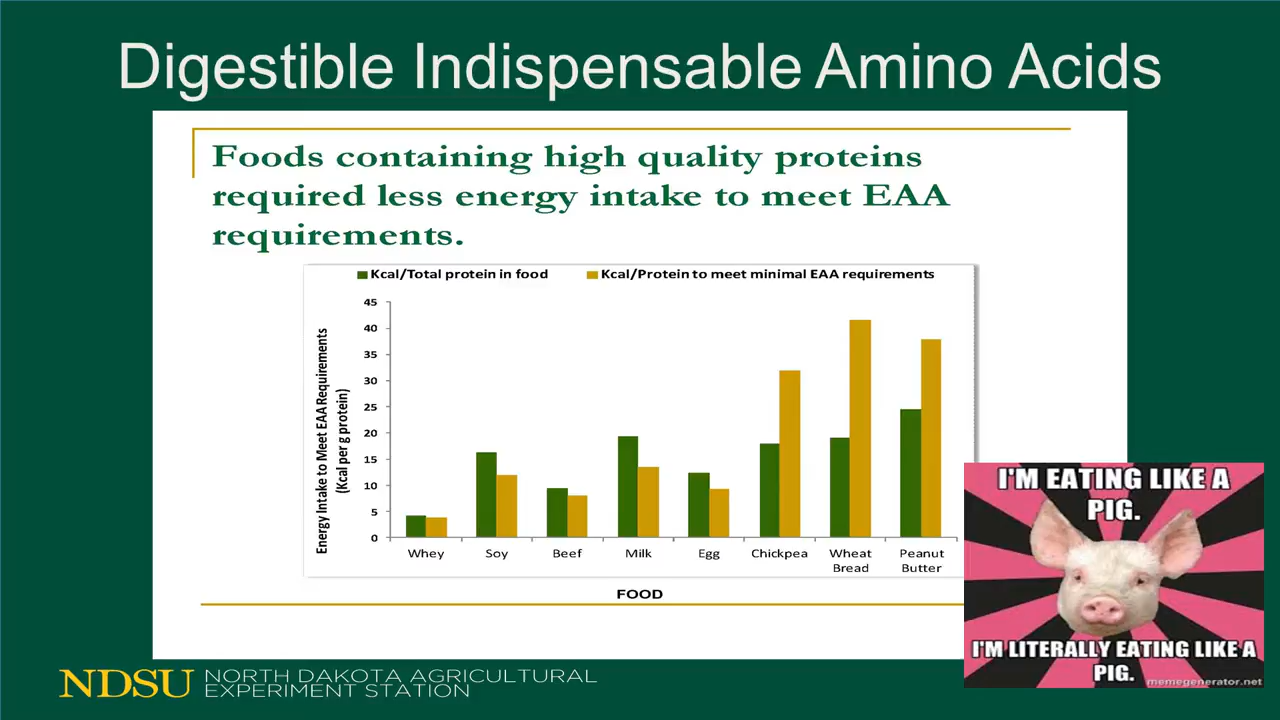 Digestible Indispensable Amino Acids
Foods containing high quality proteins
required less energy intake to meet EAA
requirements.
Kcal/Total protein in food
Kcal/Protein to meet minimal EAA requirements
Energy Intake to Meet EAA Requirements
(Kcal per g protein)
45
40
35
30
25
20
15
10
5
0
Whey
Soy
Beef
Milk
Egg
Chickpea
Wheat
Bread
Peanut
Butter
FOOD
I'M EATING LIKE A
PIG.
I'M LITERALLY EATING LIKE A
PIG.
memegenerator.net
NDSU
NORTH DAKOTA AGRICULTURAL
EXPERIMENT STATION